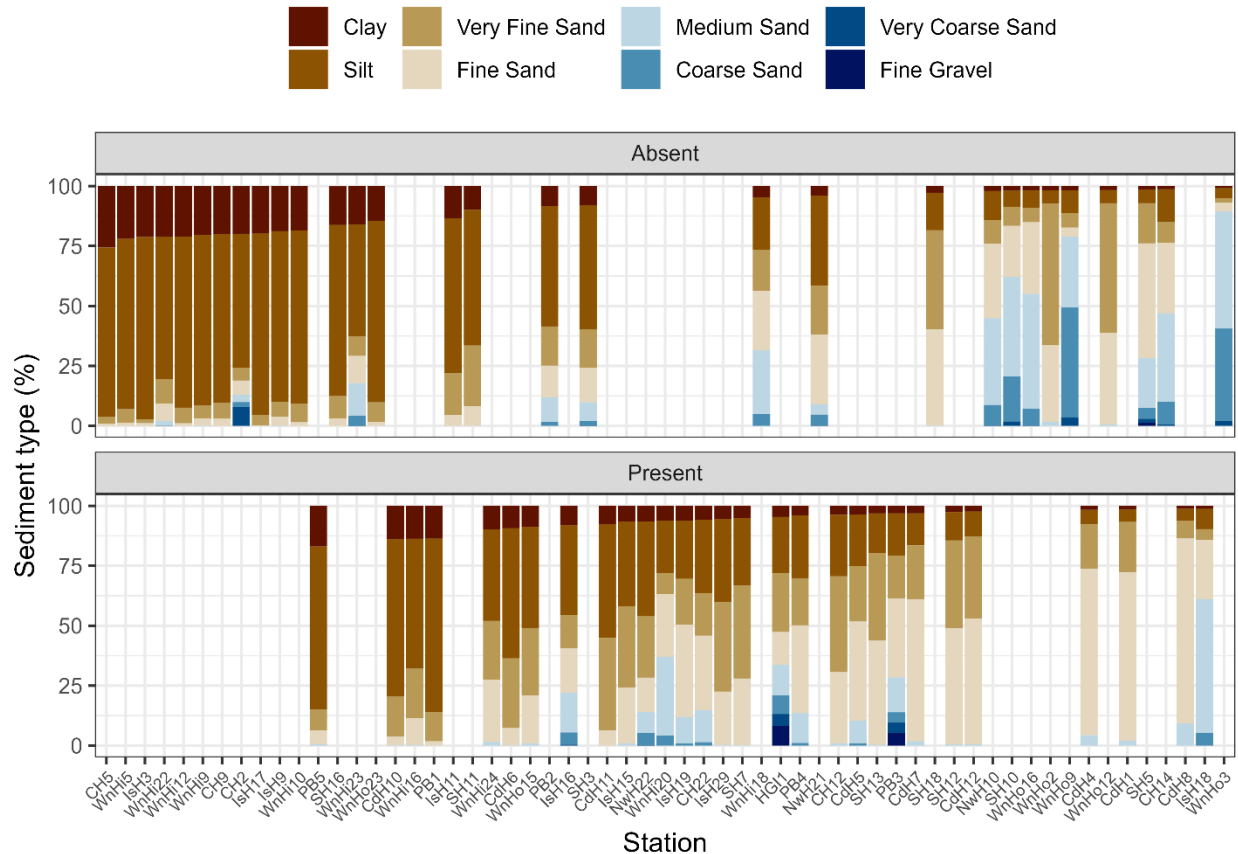 Clay Very Fine Sand Medium Sand Very Coarse Sand
Silt Fine Sand Coarse Sand Fine Gravel
Absent
100
75
50
25
0
Present
100
75
50
25
0
Sediment type (%)
CH5
WnHi5
IsH3
WnHi22
WnHi12
WnHi9
CH9
CH2
IsH17
IsH9
WnHi10
PB5
SH16
WnHi23
WnHo23
CdH10
WnHi16
PB1
IsH11
SH11
WnHi24
CdH6
WnHo15
PB2
IsH16
SH3
CdH11
IsH15
NwH22
WnHi20
IsH19
CH22
IsH29
SH7
WnHi18
HGI1
PB4
NwH21
CH12
CdH5
SH13
PB3
CdH7
SH18
SH12
CdH12
NwH10
SH10
WnHo16
WnHo2
WnHo9
CdH4
WnHo12
CdH1
SH5
CH14
CdH8
IsH18
WnHo3
Station